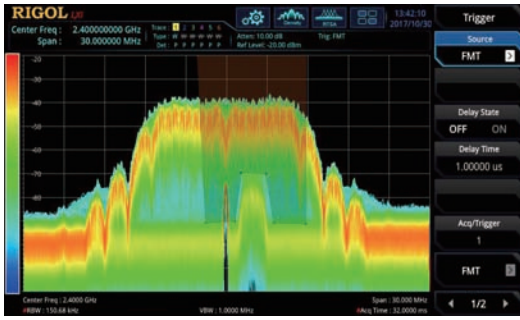 RIGOL
Center Freq : 2.400000000 GHz
Span : 30.000000 MHz
Trace : 1 2 3 4 5 6
Type : W W W W W W
Det : P P P P P P
Density
RTSA
Atten: 10.00 dB
Trig: FMT
Ref Level: -20.00 dBm
13:42:10
2017/10/30
Trigger
Source
FMT
Delay State
OFF ON
Delay Time
1.00000 us
Acq/Trigger
1
FMT
1/2
-20
-30
-50
-60
-80
Center Freq : 2.4000 GHz
Span : 30.000 MHz
RBW : 150.68 kHz
VBW : 1.0000 MHz
Acq Time : 32.0000 ms